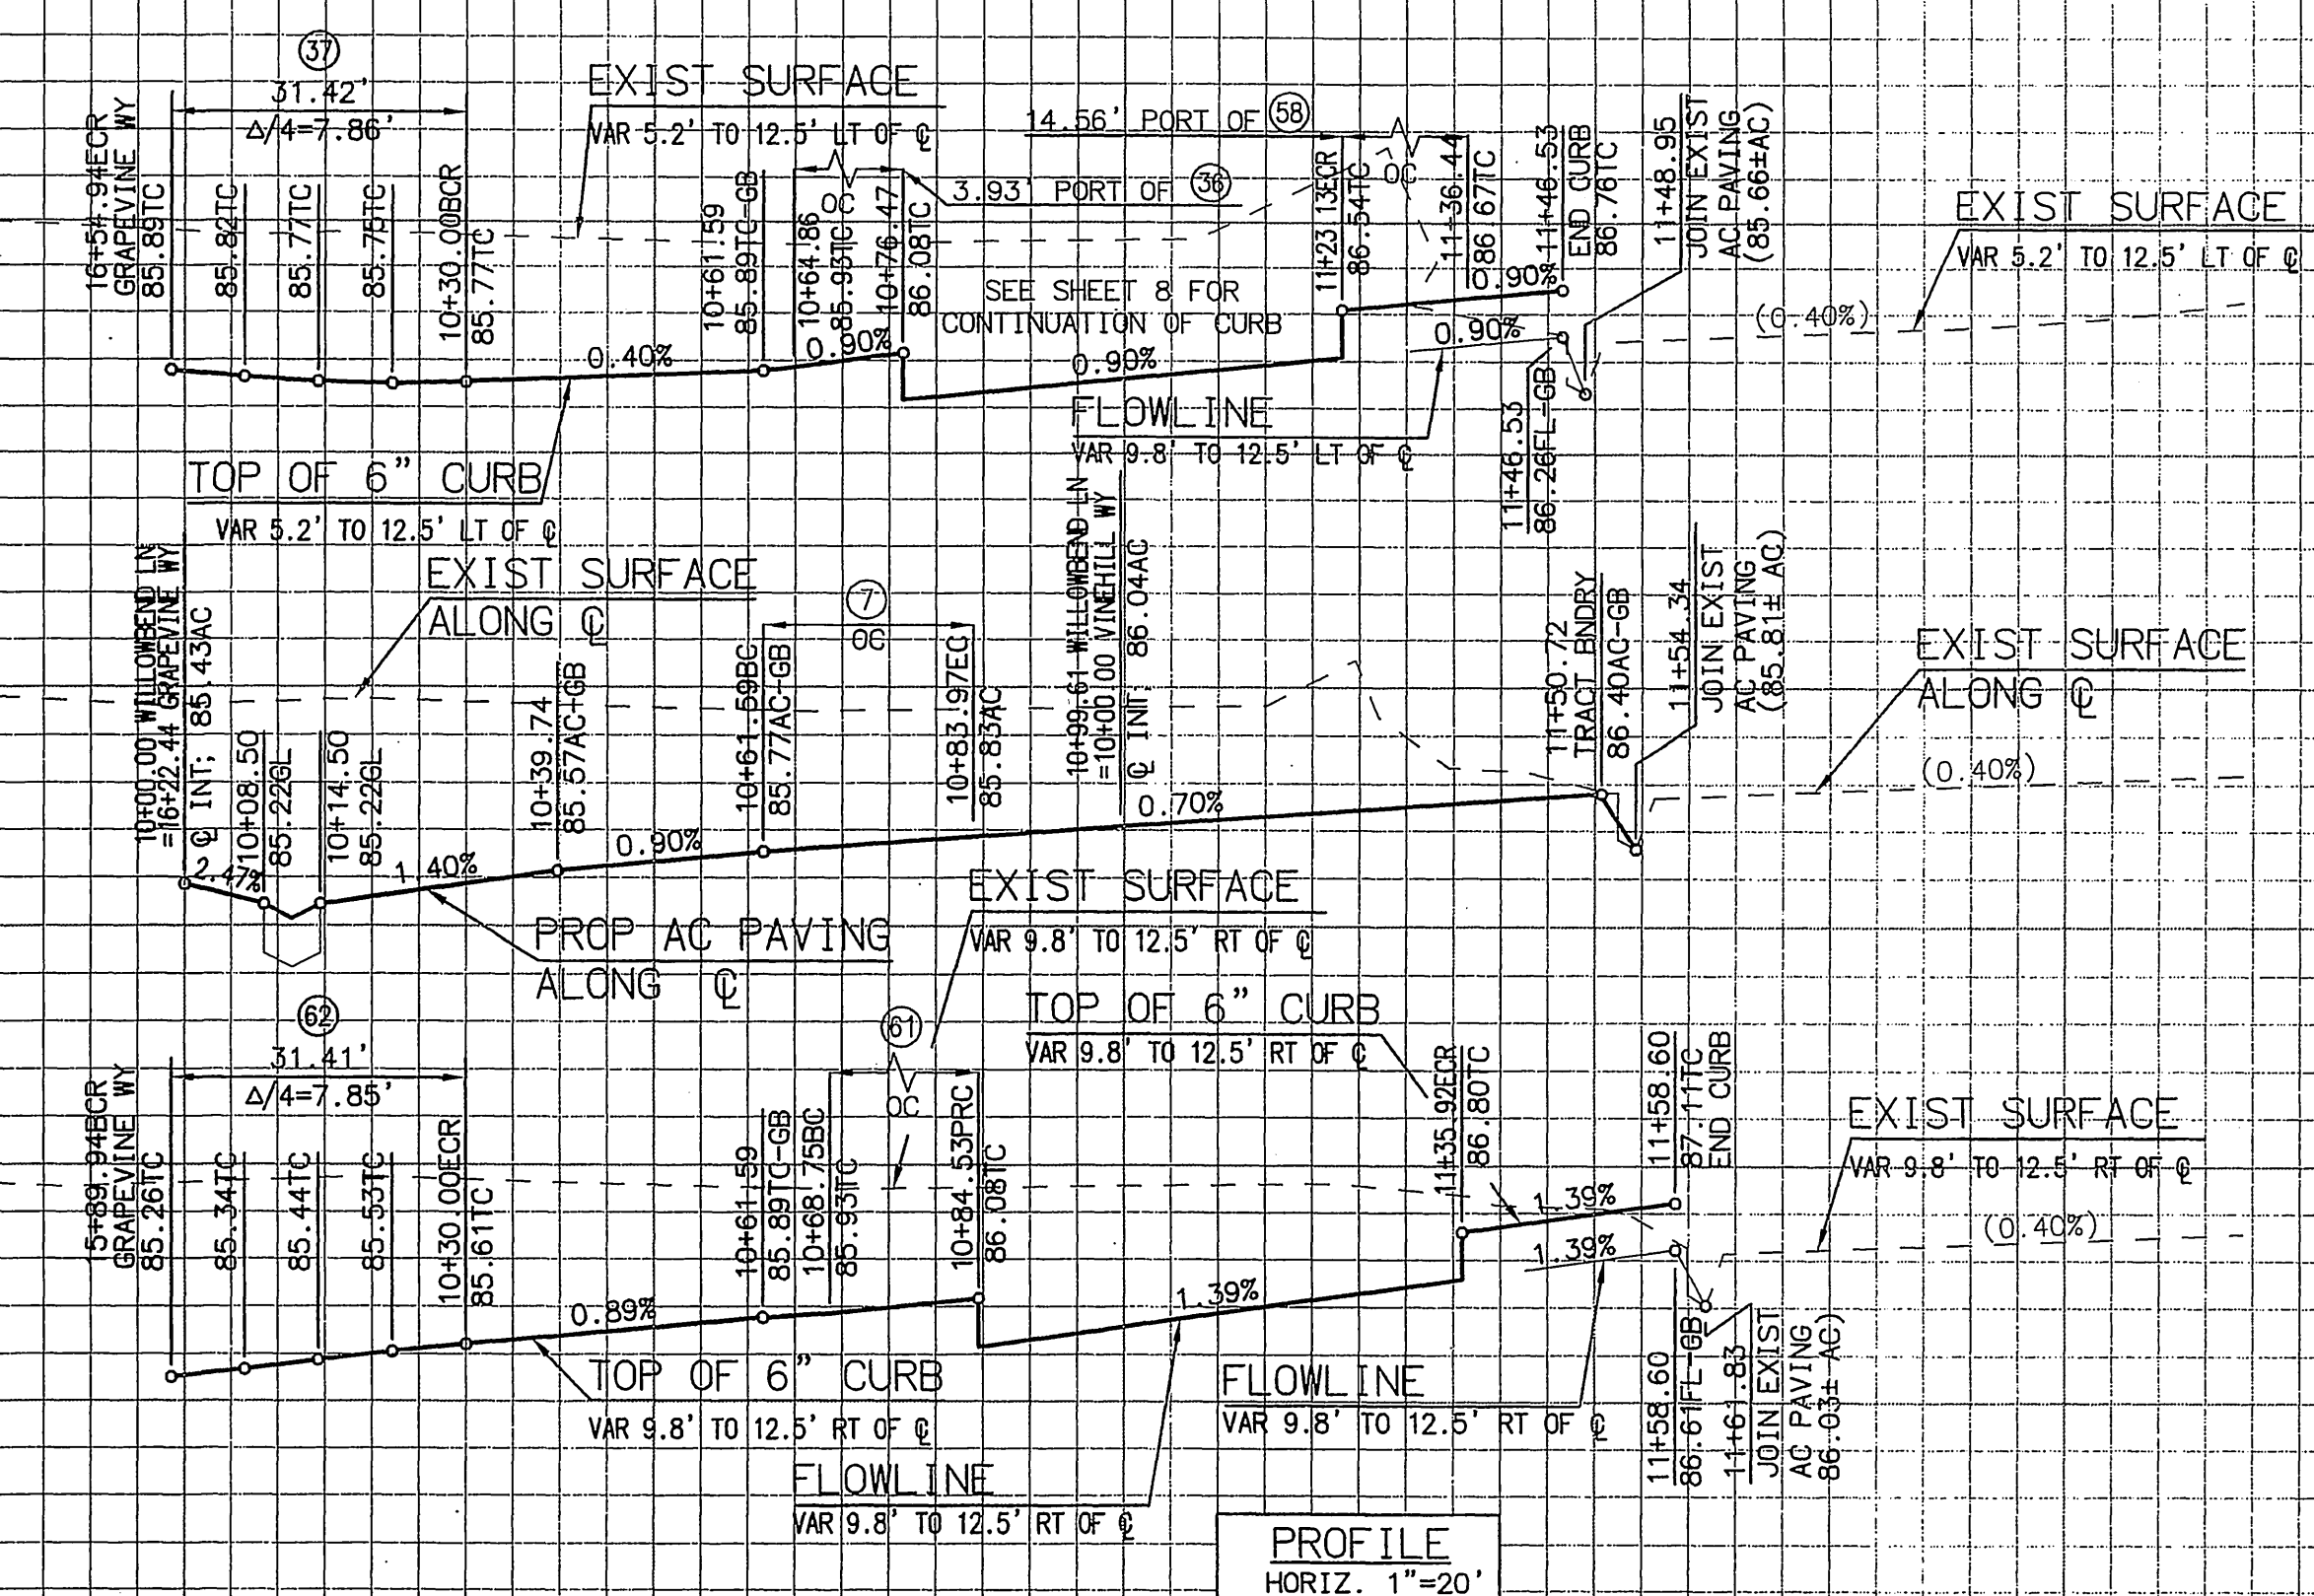 37
31.42'
Δ/4=7.86'
16+54.94ECR
GRAPEVINE WY
85.89TC
85.82TC
85.77TC
85.75TC
10+30.00BCR
85.77TC
EXIST SURFACE
VAR 5.2' TO 12.5' LT OF ℄
0.40%
10+61.59
85.89TC-GB
10+64.86
85.93TC
OC
10+76.47
86.08TC
0.90%
3.93' PORT OF 36
14.56' PORT OF 58
SEE SHEET 8 FOR
CONTINUATION OF CURB
0.90%
11+23.13ECR
86.54TC
OC
11+36.44
86.67TC
0.90%
11+46.53
END CURB
86.76TC
11+48.95
JOIN EXIST
AC PAVING
(85.66±AC)
0.90%
11+46.53
86.26FL-GB
EXIST SURFACE
VAR 5.2' TO 12.5' LT OF ℄
(0.40%)
FLOWLINE
VAR 9.8' TO 12.5' LT OF ℄
TOP OF 6" CURB
VAR 5.2' TO 12.5' LT OF ℄
10+00.00 WILLOWBEND LN
=16+22.44 GRAPEVINE WY
℄ INT; 85.43AC
2.47%
10+08.50
85.22GL
10+14.50
85.22GL
1.40%
EXIST SURFACE
ALONG ℄
10+39.74
85.57AC-GB
0.90%
7
OC
10+61.59BC
85.77AC-GB
10+83.97EC
85.83AC
10+99.61 WILLOWBEND LN
=10+00.00 VINEHILL WY
℄ INT; 86.04AC
0.70%
11+50.72
TRACT BNDRY
86.40AC-GB
11+54.34
JOIN EXIST
AC PAVING
(85.81± AC)
EXIST SURFACE
ALONG ℄
(0.40%)
PROP AC PAVING
ALONG ℄
EXIST SURFACE
VAR 9.8' TO 12.5' RT OF ℄
62
31.41'
Δ/4=7.85'
15+89.94BCR
GRAPEVINE WY
85.26TC
85.34TC
85.44TC
85.53TC
10+30.00ECR
85.61TC
0.89%
61
OC
10+61.59
85.89TC-GB
10+68.75BC
85.93TC
10+84.53PRC
86.08TC
TOP OF 6" CURB
VAR 9.8' TO 12.5' RT OF ℄
1.39%
11+35.92ECR
86.80TC
1.39%
1.39%
11+58.60
87.11TC
END CURB
EXIST SURFACE
VAR 9.8' TO 12.5' RT OF ℄
(0.40%)
11+58.60
86.61FL-GB
11+61.83
JOIN EXIST
AC PAVING
86.03± AC)
TOP OF 6" CURB
VAR 9.8' TO 12.5' RT OF ℄
FLOWLINE
VAR 9.8' TO 12.5' RT OF ℄
FLOWLINE
VAR 9.8' TO 12.5' RT OF ℄
PROFILE
HORIZ. 1"=20'